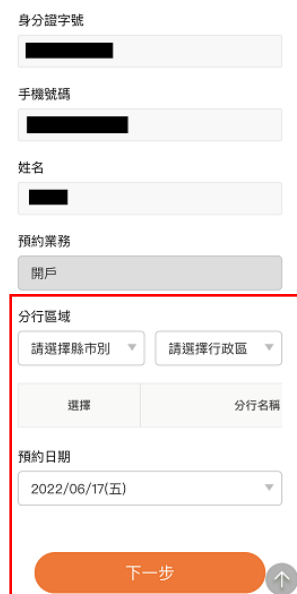 身分證字號
手機號碼
姓名
預約業務
開戶
分行區域
請選擇縣市別 請選擇行政區
選擇 分行名稱
預約日期
2022/06/17(五)
下一步